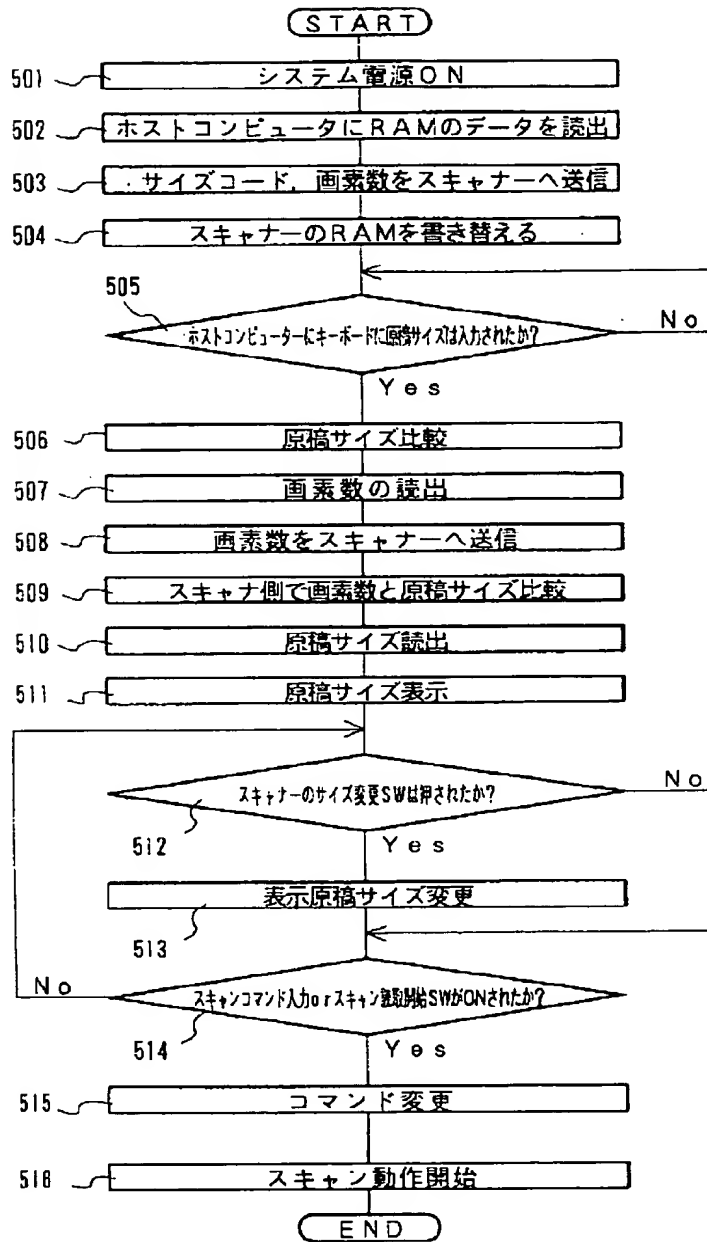 START
501 システム電源ON
502 ホストコンピュータにRAMのデータを読出
503 サイズコード，画素数をスキャナーへ送信
504 スキャナーのRAMを書き替える
505
ホストコンピューターにキーボードに原稿サイズは入力されたか?
No
Yes
506 原稿サイズ比較
507 画素数の読出
508 画素数をスキャナーへ送信
509 スキャナ側で画素数と原稿サイズ比較
510 原稿サイズ読出
511 原稿サイズ表示
スキャナーのサイズ変更SWは押されたか?
No
512
Yes
表示原稿サイズ変更
513
No
スキャンコマンド入力orスキャン読取開始SWがONされたか?
514
Yes
515 コマンド変更
516 スキャン動作開始
END